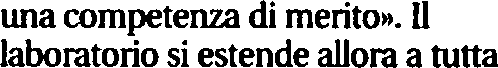 una competenza di merito». Il
laboratorio si estende allora a tutta